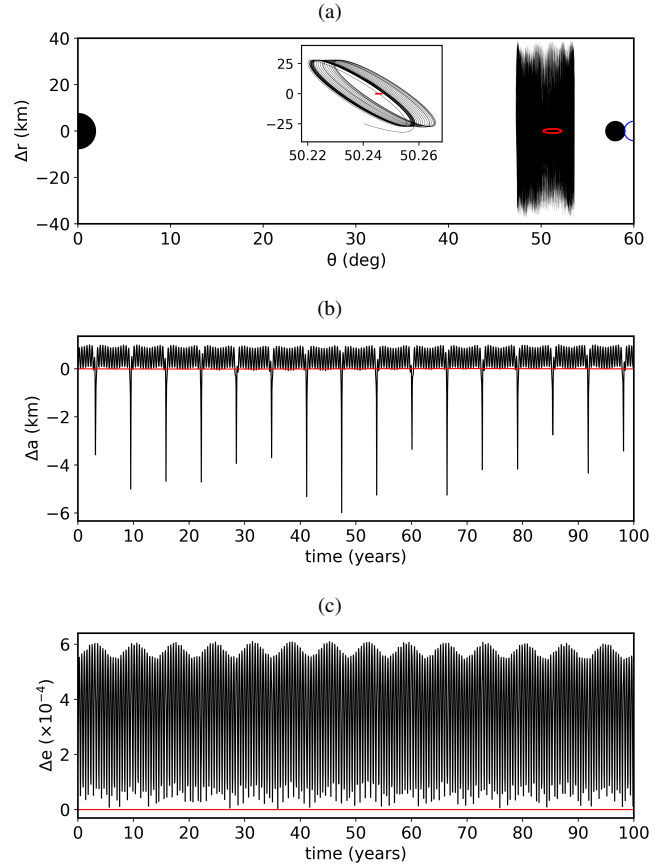 (a)
40
20
0
−20
−40
Δr (km)
25
0
−25
50.22 50.24 50.26
0 10 20 30 40 50 60
θ (deg)
(b)
0
−2
−4
−6
Δa (km)
0 10 20 30 40 50 60 70 80 90 100
time (years)
(c)
6
4
2
0
Δe (×10⁻⁴)
0 10 20 30 40 50 60 70 80 90 100
time (years)